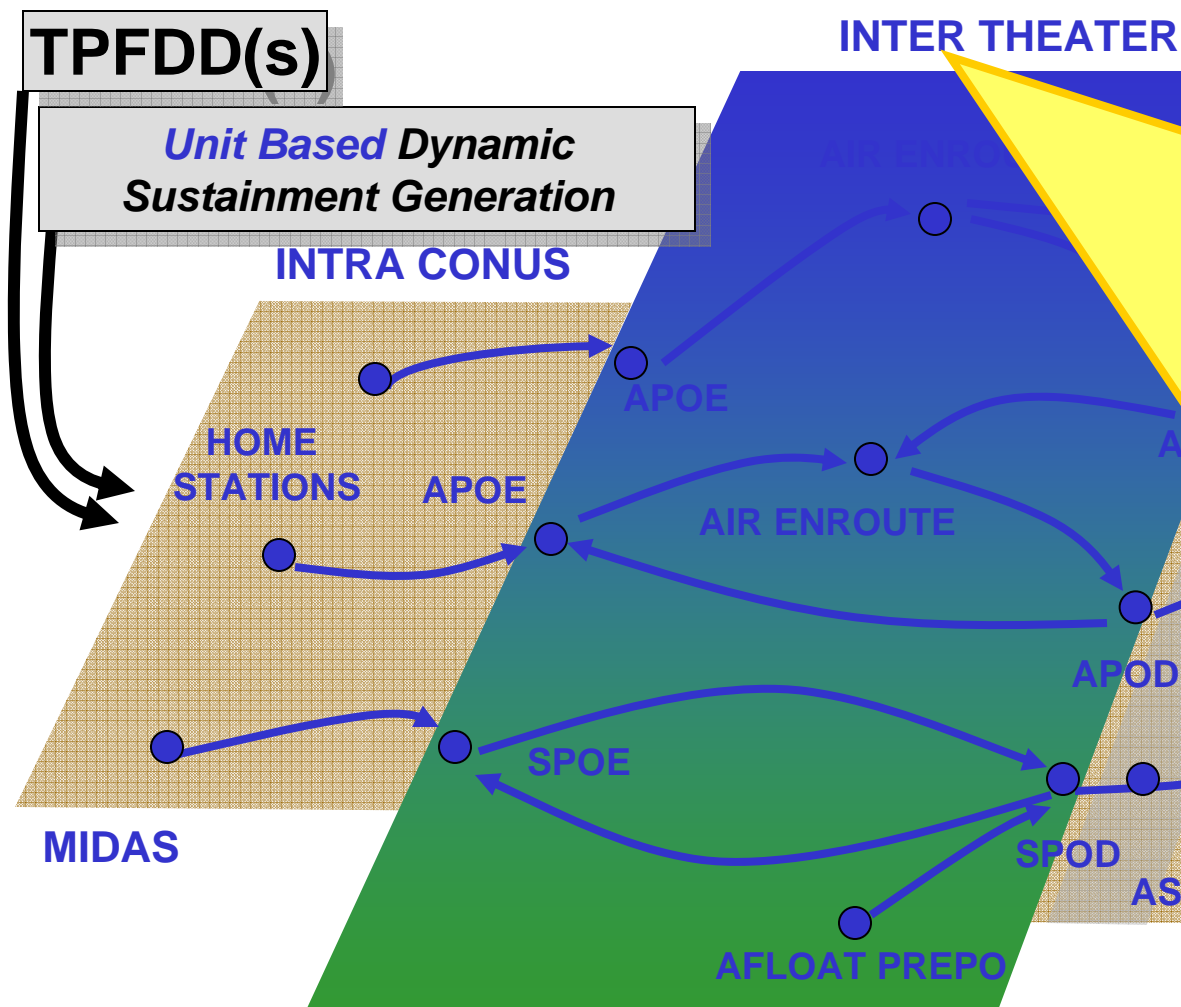 TPFDD(s)
INTER THEATER
Unit Based Dynamic
Sustainment Generation
INTRA CONUS
AIR
APOE
HOME
STATIONS
APOE
AIR ENROUTE
APOD
SPOE
MIDAS
SPOD
AFLOAT PREPO